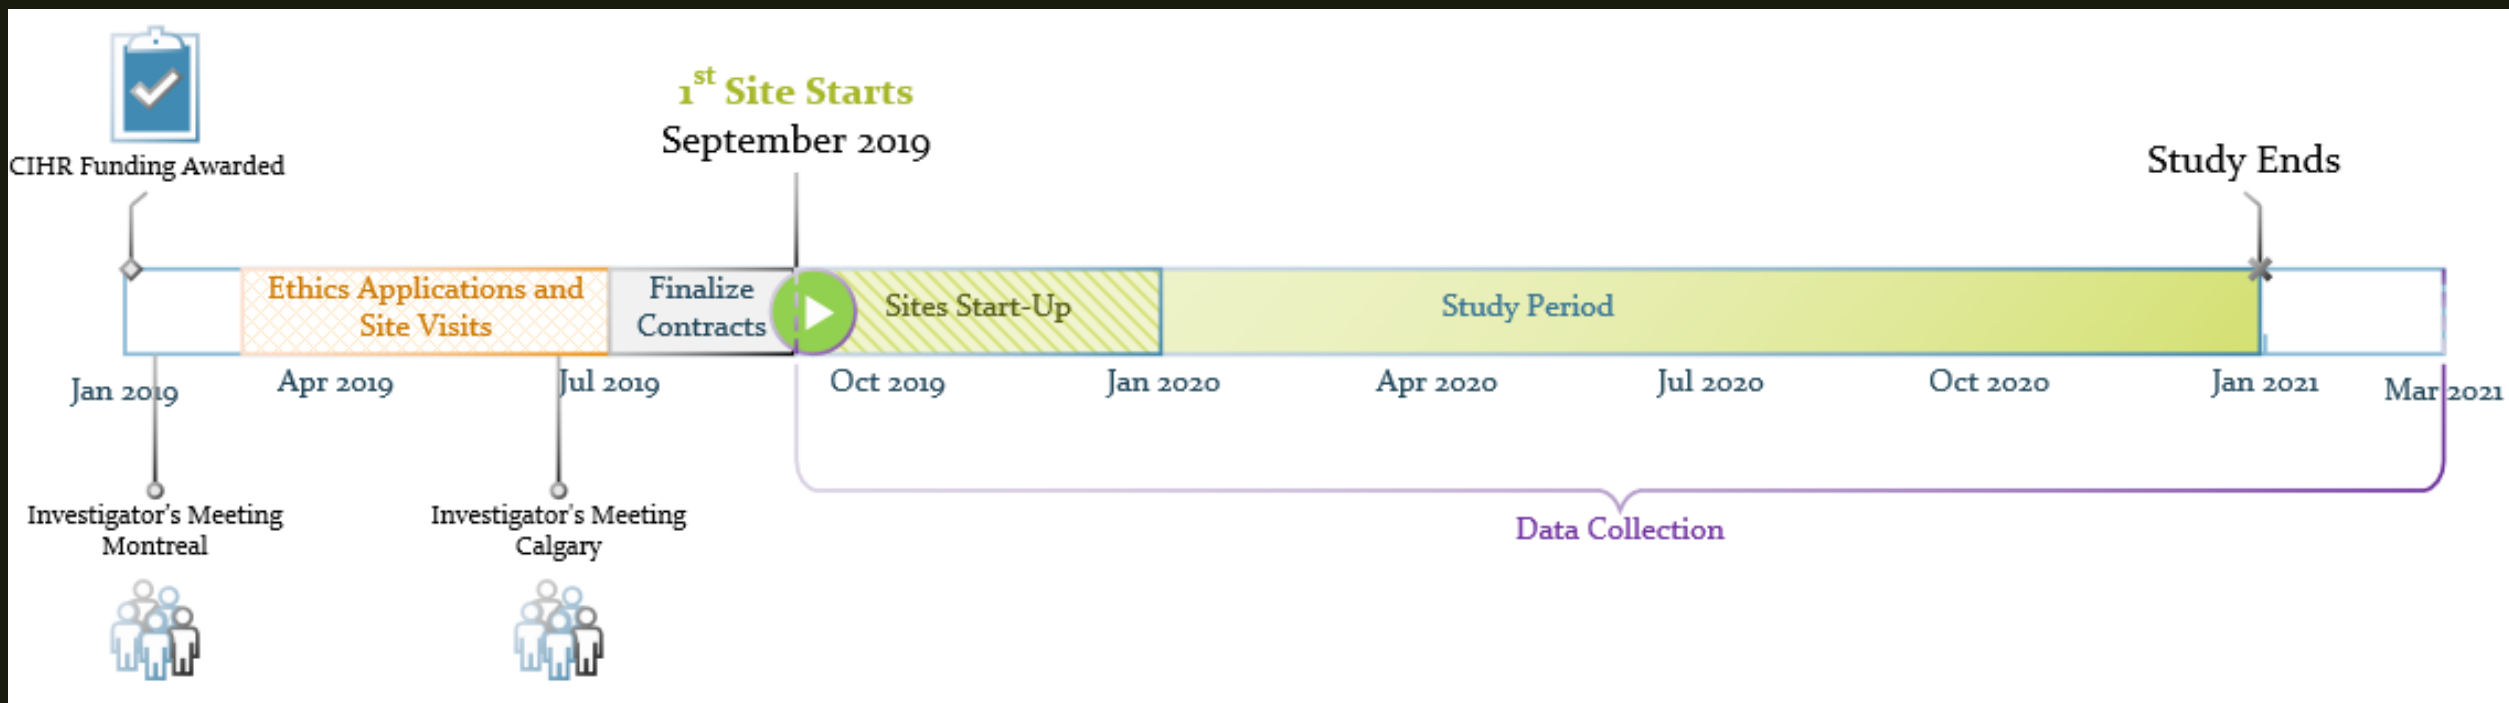 1st Site Starts
September 2019
CIHR Funding Awarded
Study Ends
Ethics Applications and
Site Visits
Finalize
Contracts
Sites Start-Up
Study Period
Jan 2019
Apr 2019
Jul 2019
Oct 2019
Jan 2020
Apr 2020
Jul 2020
Oct 2020
Jan 2021
Mar 2021
Investigator's Meeting
Montreal
Investigator's Meeting
Calgary
Data Collection